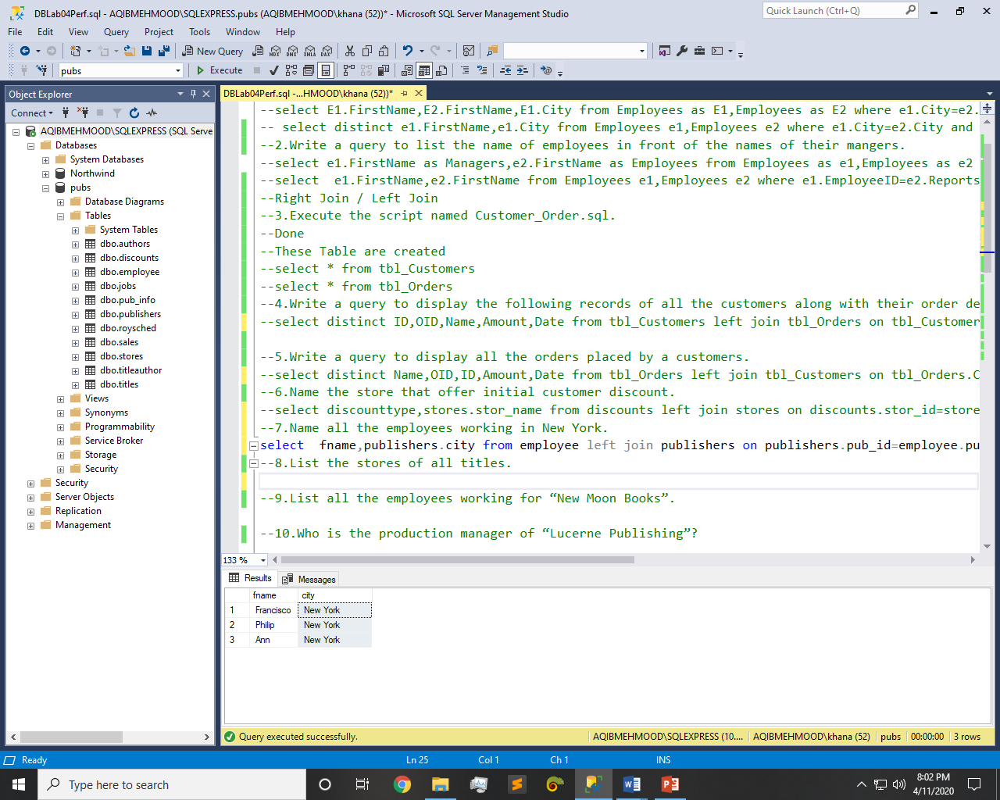 DBLab04Perf.sql - AQIBMEHMOOD\SQLEXPRESS.pubs (AQIBMEHMOOD\khana (52))* - Microsoft SQL Server Management Studio
Quick Launch (Ctrl+Q)
File Edit View Query Project Tools Window Help
New Query
MDX DMX XMLA DAX
pubs
Execute
Object Explorer
Connect
AQIBMEHMOOD\SQLEXPRESS (SQL Serve
Databases
System Databases
Northwind
pubs
Database Diagrams
Tables
System Tables
dbo.authors
dbo.discounts
dbo.employee
dbo.jobs
dbo.pub_info
dbo.publishers
dbo.roysched
dbo.sales
dbo.stores
dbo.titleauthor
dbo.titles
Views
Synonyms
Programmability
Service Broker
Storage
Security
Security
Server Objects
Replication
Management
DBLab04Perf.sql -...HMOOD\khana (52))*
--select E1.FirstName,E2.FirstName,E1.City from Employees as E1,Employees as E2 where e1.City=e2.
-- select distinct e1.FirstName,e1.City from Employees e1,Employees e2 where e1.City=e2.City and
--2.Write a query to list the name of employees in front of the names of their mangers.
--select e1.FirstName as Managers,e2.FirstName as Employees from Employees as e1,Employees as e2
--select  e1.FirstName,e2.FirstName from Employees e1,Employees e2 where e1.EmployeeID=e2.Reports
--Right Join / Left Join
--3.Execute the script named Customer_Order.sql.
--Done
--These Table are created
--select * from tbl_Customers
--select * from tbl_Orders
--4.Write a query to display the following records of all the customers along with their order de
--select distinct ID,OID,Name,Amount,Date from tbl_Customers left join tbl_Orders on tbl_Customer
--5.Write a query to display all the orders placed by a customers.
--select distinct Name,OID,ID,Amount,Date from tbl_Orders left join tbl_Customers on tbl_Orders.C
--6.Name the store that offer initial customer discount.
--select discounttype,stores.stor_name from discounts left join stores on discounts.stor_id=store
--7.Name all the employees working in New York.
select  fname,publishers.city from employee left join publishers on publishers.pub_id=employee.pu
--8.List the stores of all titles.
--9.List all the employees working for “New Moon Books”.
--10.Who is the production manager of “Lucerne Publishing”?
133 %
Results Messages
fname city
1 Francisco New York
2 Philip New York
3 Ann New York
Query executed successfully.
AQIBMEHMOOD\SQLEXPRESS (10.... AQIBMEHMOOD\khana (52) pubs 00:00:00 3 rows
Ready Ln 25 Col 1 Ch 1 INS
Type here to search
8:02 PM
4/11/2020